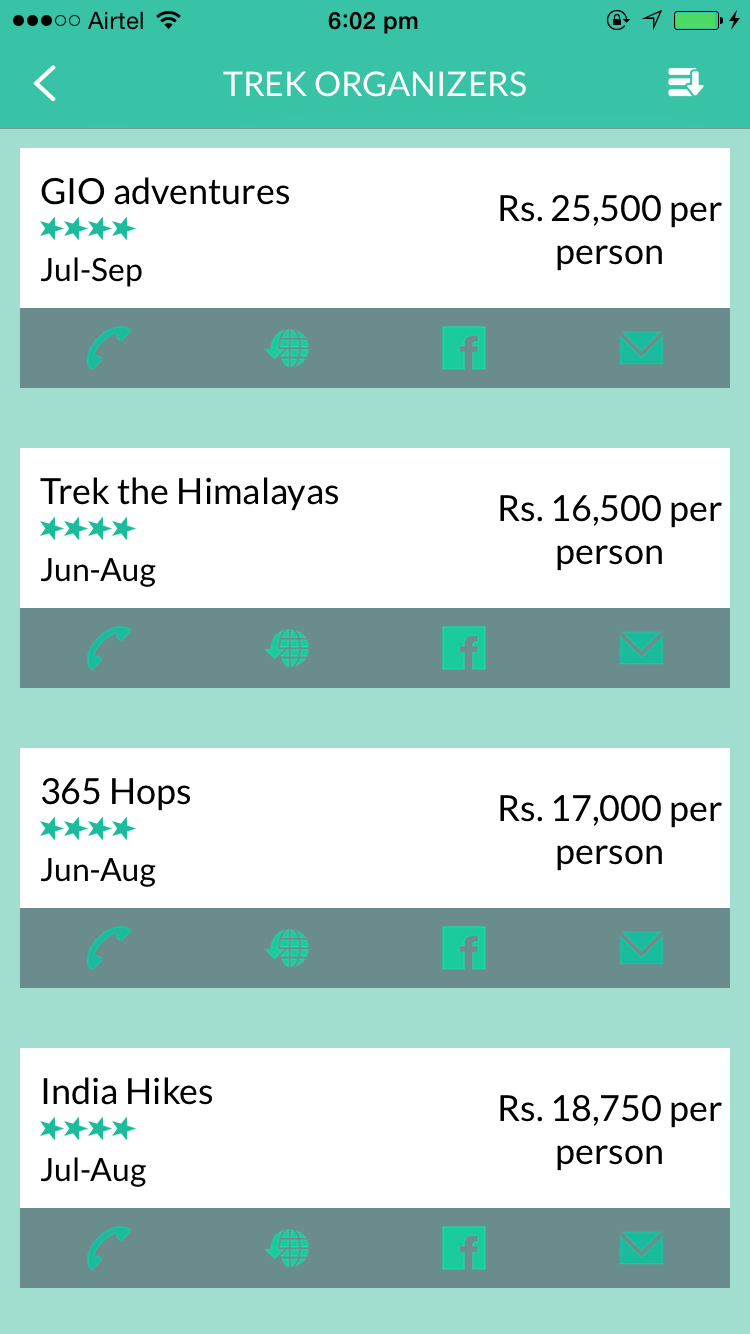 Airtel 6:02 pm
TREK ORGANIZERS
GIO adventures
Rs. 25,500 per
person
Jul-Sep
Trek the Himalayas
Rs. 16,500 per
person
Jun-Aug
365 Hops
Rs. 17,000 per
person
Jun-Aug
India Hikes
Rs. 18,750 per
person
Jul-Aug